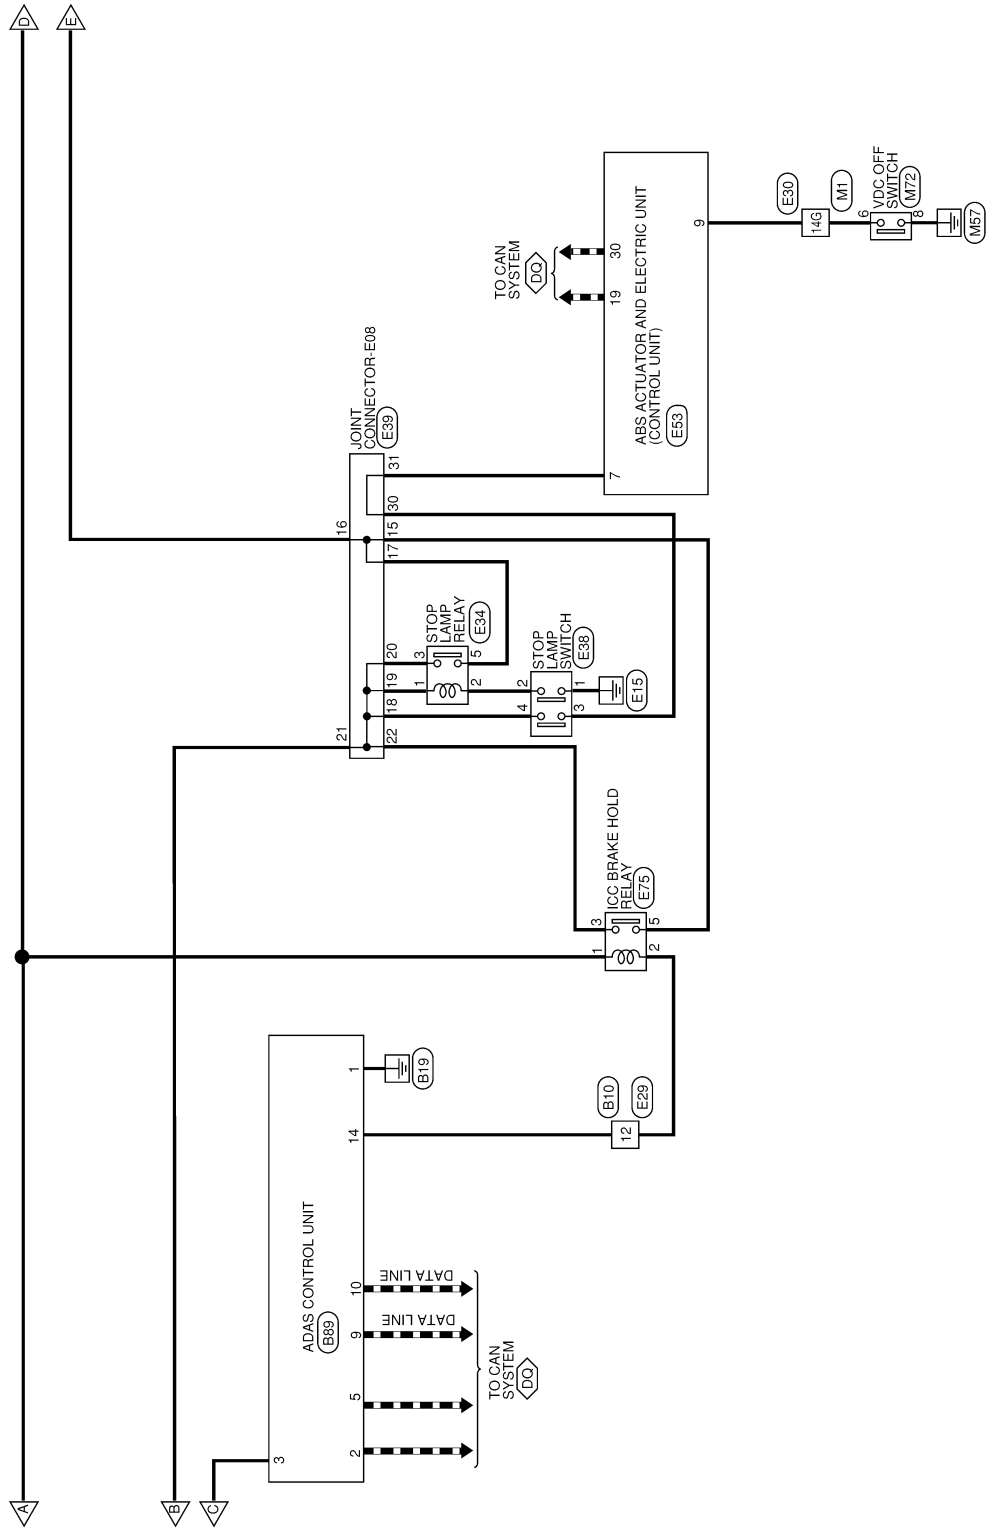 A
B
C
D
E
3
ADAS CONTROL UNIT
B89
2
5
9
10
14
1
DATA LINE
DATA LINE
TO CAN
SYSTEM
DQ
B19
12
B10
E29
1
3
ICC BRAKE HOLD
RELAY
E75
2
5
21
16
JOINT
CONNECTOR-E08
E39
22
18
19
20
17
15
30
31
1
3
STOP
LAMP
RELAY
E34
2
5
4
2
STOP
LAMP
SWITCH
E38
3
1
E15
TO CAN
SYSTEM
DQ
19
30
7
ABS ACTUATOR AND ELECTRIC UNIT
(CONTROL UNIT)
E53
9
14G
E30
M1
6
VDC OFF
SWITCH
M72
8
M57